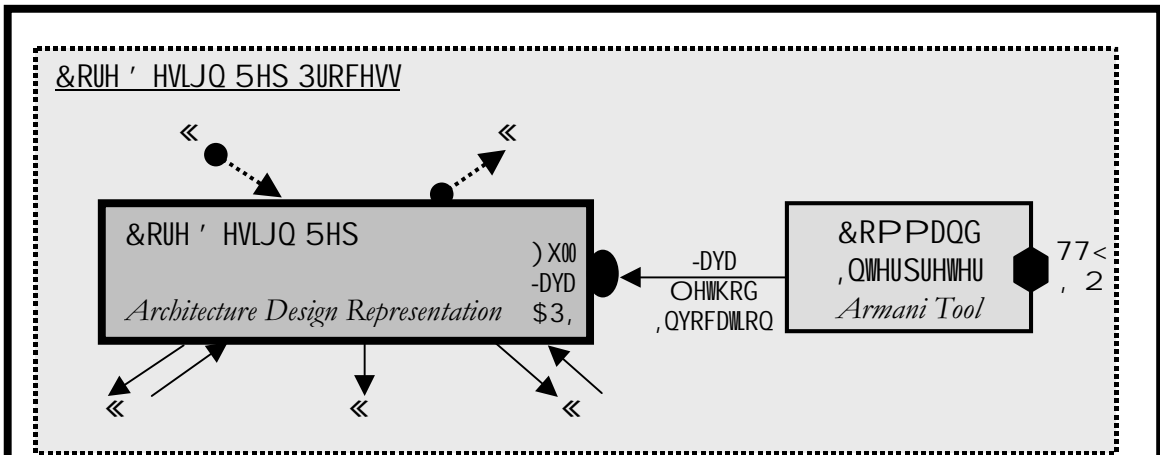 &RUH ' HVLJQ 5HS 3URFHVV
«
«
&RUH ' HVLJQ 5HS
Architecture Design Representation
) X00
-DYD
$3,
-DYD
OHWKRG
,QYRFDWLRQ
&RPPDQG
,QWHUSUHWHU
Armani Tool
77<
, 2
«
«
«